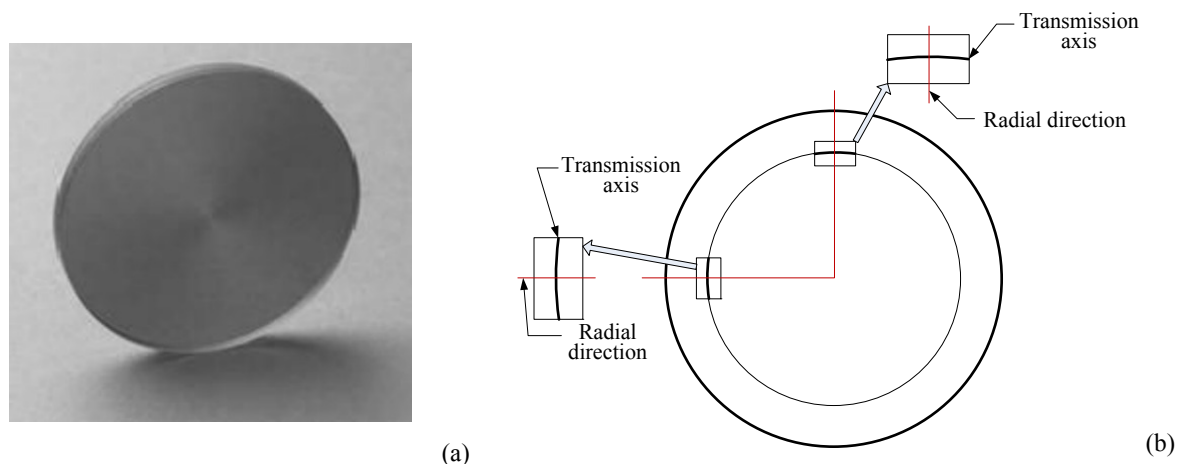 Transmission
axis
Radial direction
Transmission
axis
Radial
direction
(a)
(b)